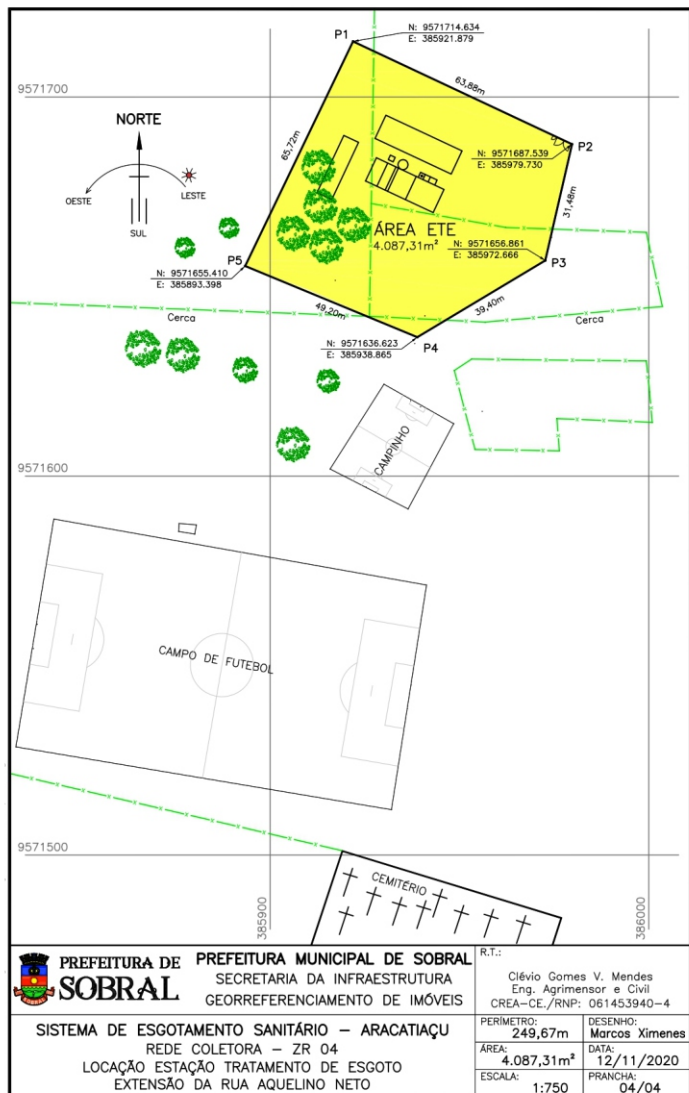 P1
N: 9571714.634
E: 385921.879
63,88m
9571700
65,72m
NORTE
OESTE
LESTE
SUL
N: 9571687.539
E: 385979.730
P2
31,48m
ÁREA ETE
4.087,31m²
N: 9571656.861
E: 385972.666
P3
P5
N: 9571655.410
E: 385893.398
49,20m
39,40m
Cerca
Cerca
N: 9571636.623
E: 385938.865
P4
CAMPINHO
9571600
CAMPO DE FUTEBOL
9571500
385900
386000
CEMITÉRIO
PREFEITURA DE
SOBRAL
PREFEITURA MUNICIPAL DE SOBRAL
SECRETARIA DA INFRAESTRUTURA
GEORREFERENCIAMENTO DE IMÓVEIS
R.T.:
Clévio Gomes V. Mendes
Eng. Agrimensor e Civil
CREA-CE./RNP: 061453940-4
SISTEMA DE ESGOTAMENTO SANITÁRIO – ARACATIAÇU
REDE COLETORA – ZR 04
LOCAÇÃO ESTAÇÃO TRATAMENTO DE ESGOTO
EXTENSÃO DA RUA AQUELINO NETO
PERÍMETRO:
249,67m
DESENHO:
Marcos Ximenes
ÁREA:
4.087,31m²
DATA:
12/11/2020
ESCALA:
1:750
PRANCHA:
04/04